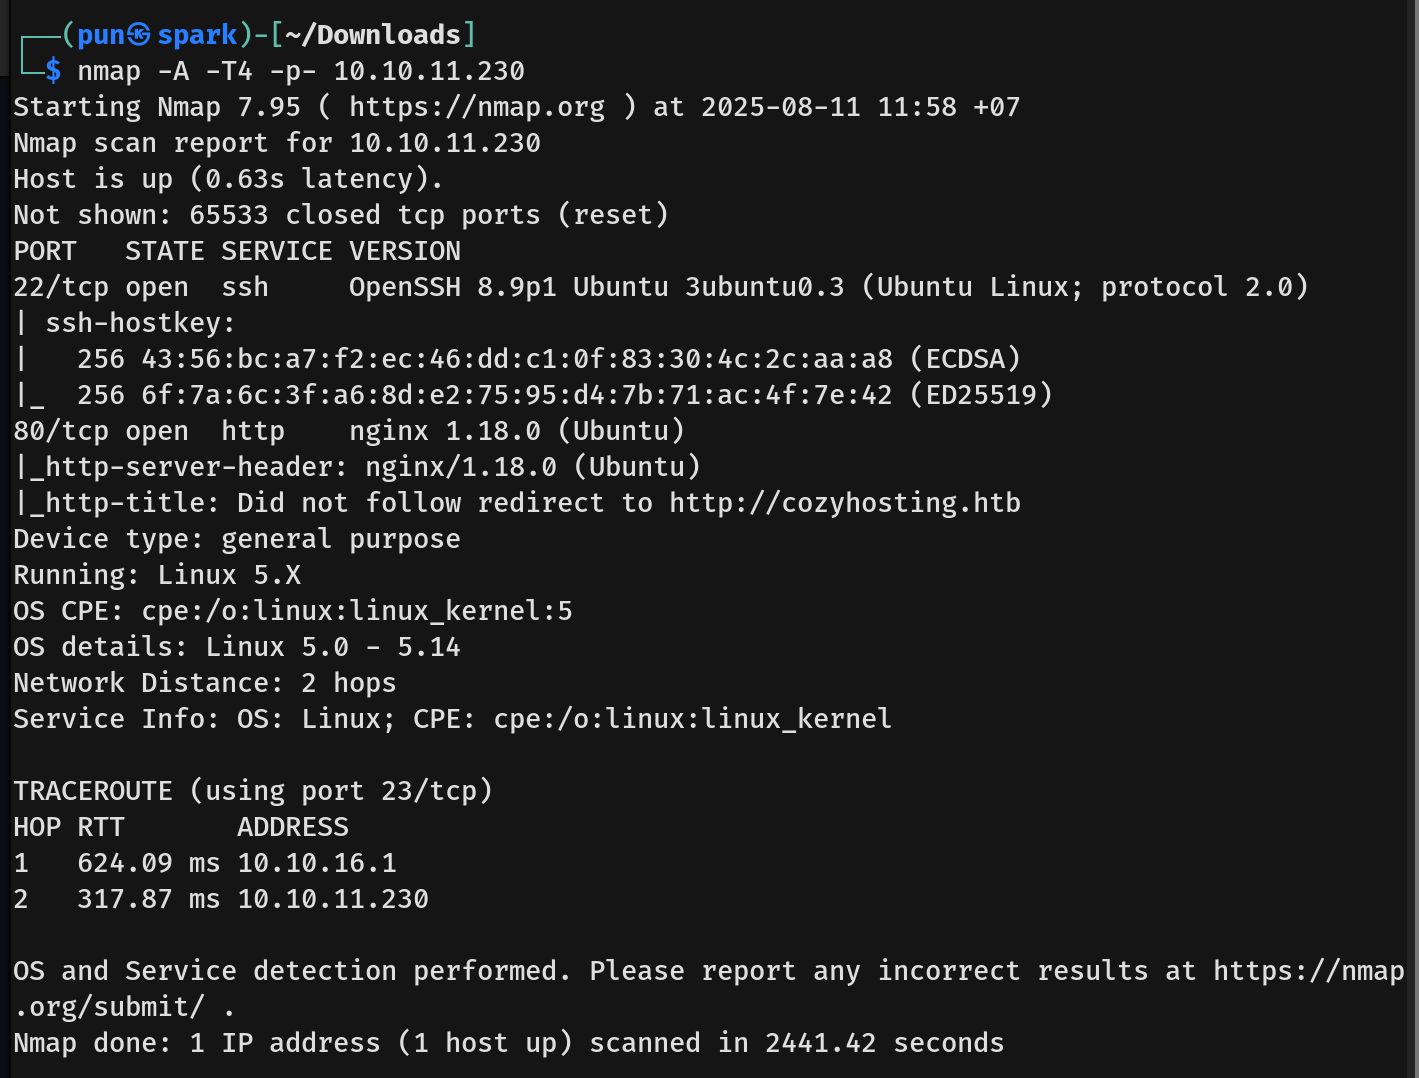 ┌──(pun㉿spark)-[~/Downloads]
└─$ nmap -A -T4 -p- 10.10.11.230
Starting Nmap 7.95 ( https://nmap.org ) at 2025-08-11 11:58 +07
Nmap scan report for 10.10.11.230
Host is up (0.63s latency).
Not shown: 65533 closed tcp ports (reset)
PORT   STATE SERVICE VERSION
22/tcp open  ssh     OpenSSH 8.9p1 Ubuntu 3ubuntu0.3 (Ubuntu Linux; protocol 2.0)
| ssh-hostkey:
|   256 43:56:bc:a7:f2:ec:46:dd:c1:0f:83:30:4c:2c:aa:a8 (ECDSA)
|_  256 6f:7a:6c:3f:a6:8d:e2:75:95:d4:7b:71:ac:4f:7e:42 (ED25519)
80/tcp open  http    nginx 1.18.0 (Ubuntu)
|_http-server-header: nginx/1.18.0 (Ubuntu)
|_http-title: Did not follow redirect to http://cozyhosting.htb
Device type: general purpose
Running: Linux 5.X
OS CPE: cpe:/o:linux:linux_kernel:5
OS details: Linux 5.0 - 5.14
Network Distance: 2 hops
Service Info: OS: Linux; CPE: cpe:/o:linux:linux_kernel
TRACEROUTE (using port 23/tcp)
HOP RTT       ADDRESS
1   624.09 ms 10.10.16.1
2   317.87 ms 10.10.11.230
OS and Service detection performed. Please report any incorrect results at https://nmap
.org/submit/ .
Nmap done: 1 IP address (1 host up) scanned in 2441.42 seconds